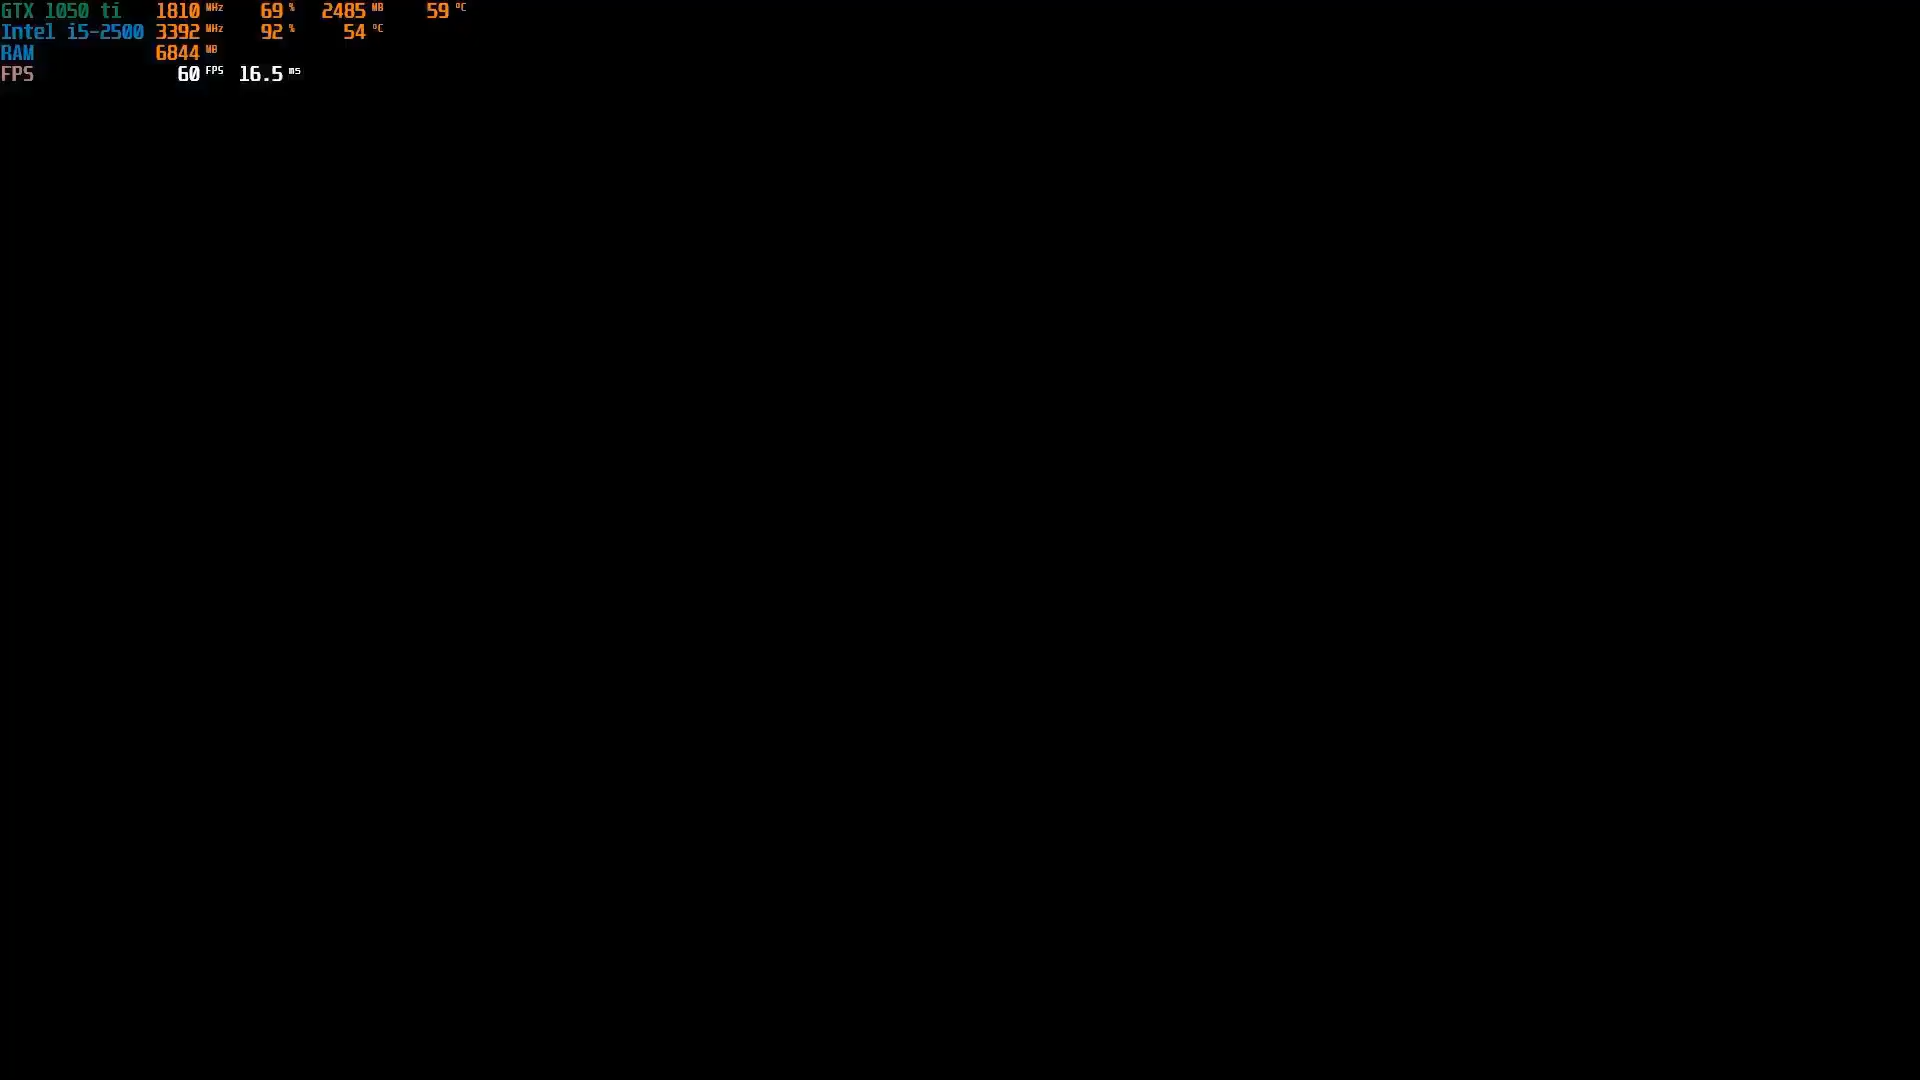 GTX 1050 ti 1810 MHz 69 % 2485 MB 59 °C
Intel i5-2500 3392 MHz 92 % 54 °C
RAM 6844 MB
FPS 60 FPS 16.5 ms